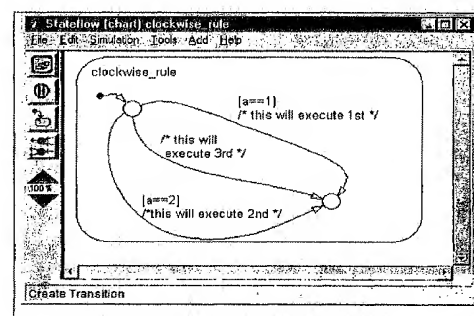 Stateflow (chart) clockwise_rule
File Edit Simulation Tools Add Help
clockwise_rule
[a==1]
/* this will execute 1st */
/* this will
execute 3rd */
[a==2]
/*this will execute 2nd */
100%
Create Transition